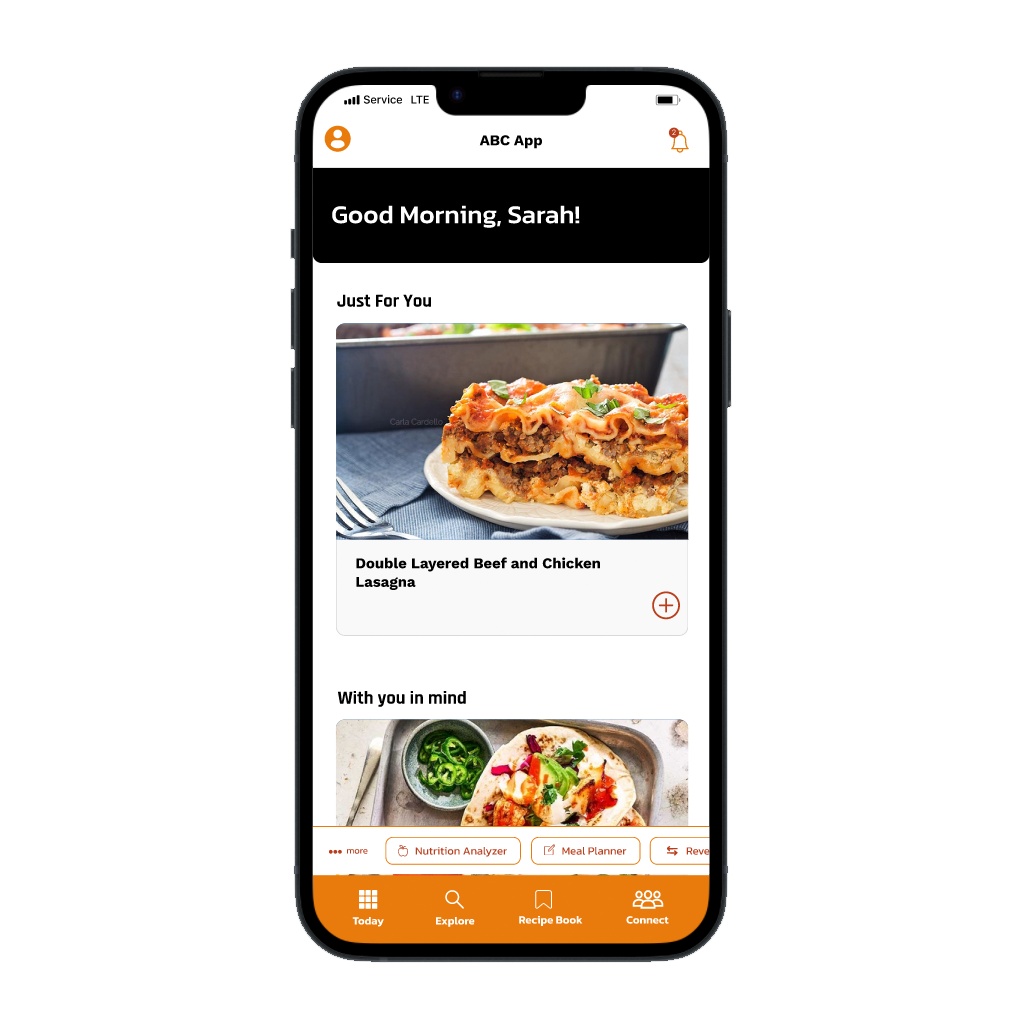 Service LTE
ABC App
2
Good Morning, Sarah!
Just For You
Carla Cardello
Double Layered Beef and Chicken
Lasagna
With you in mind
more
Nutrition Analyzer
Meal Planner
Reve
Today
Explore
Recipe Book
Connect